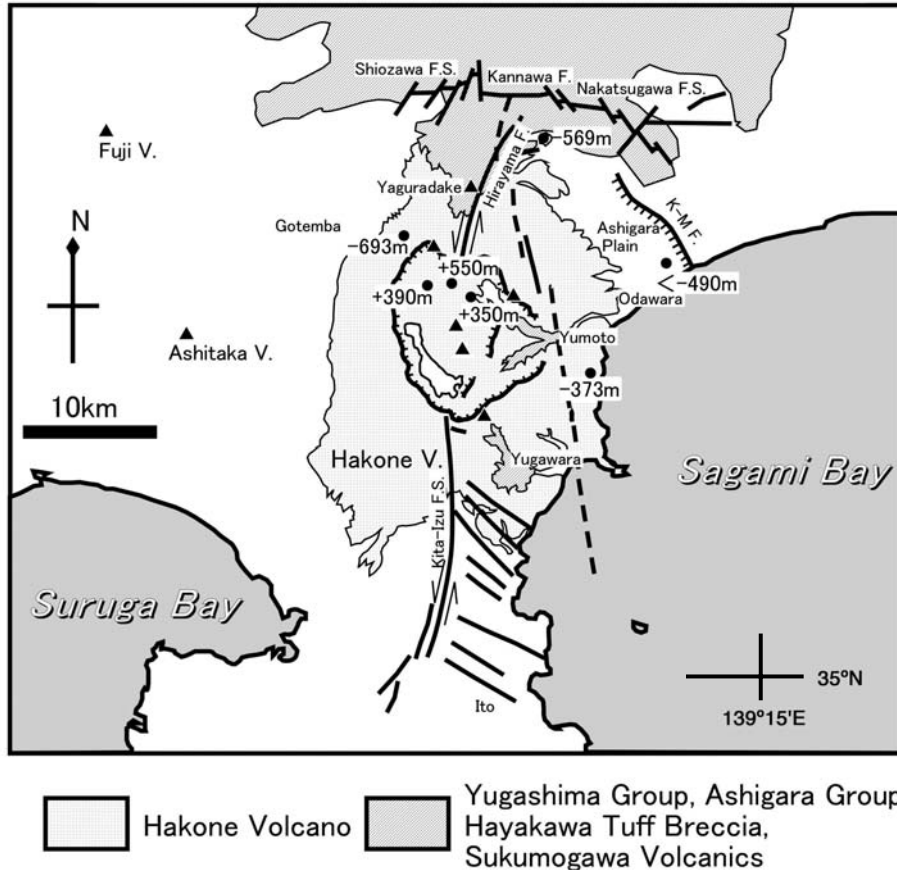 Shiozawa F.S.
Kannawa F.
Nakatsugawa F.S.
Fuji V.
Hirayama F.
-569m
Yaguradake
K-M F.
N
Gotemba
-693m
Ashigara
Plain
+550m
<-490m
+390m
+350m
Odawara
Ashitaka V.
Yumoto
10km
-373m
Hakone V.
Yugawara
Sagami Bay
Kita-Izu F.S.
Suruga Bay
35°N
139°15'E
Ito
Hakone Volcano
Yugashima Group, Ashigara Group
Hayakawa Tuff Breccia,
Sukumogawa Volcanics